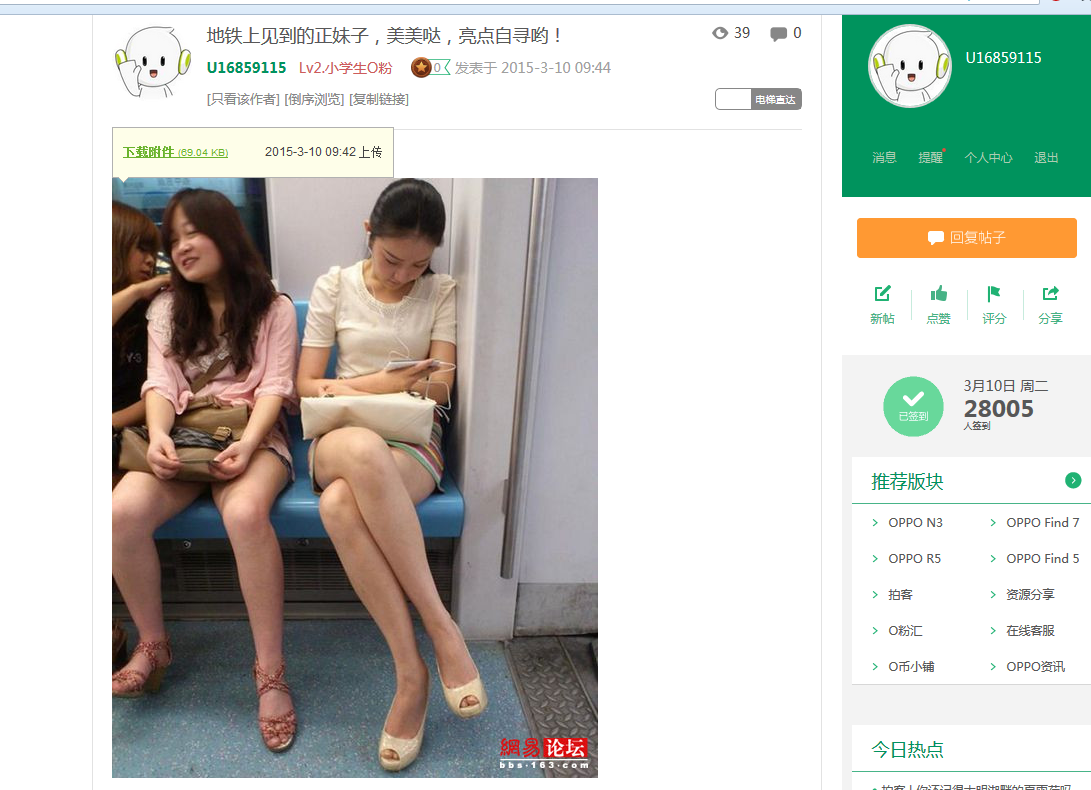 地铁上见到的正妹子，美美哒，亮点自寻哟！
39
0
U16859115 Lv2.小学生O粉 0 发表于 2015-3-10 09:44
[只看该作者] [倒序浏览] [复制链接]
电梯直达
下载附件 (69.04 KB) 2015-3-10 09:42 上传
Y-3
網易论坛
bbs.163.com
U16859115
消息 提醒 个人中心 退出
回复帖子
新帖 点赞 评分 分享
已签到
3月10日 周二
28005
人签到
推荐版块
OPPO N3 OPPO Find 7
OPPO R5 OPPO Find 5
拍客 资源分享
O粉汇 在线客服
O币小铺 OPPO资讯
今日热点